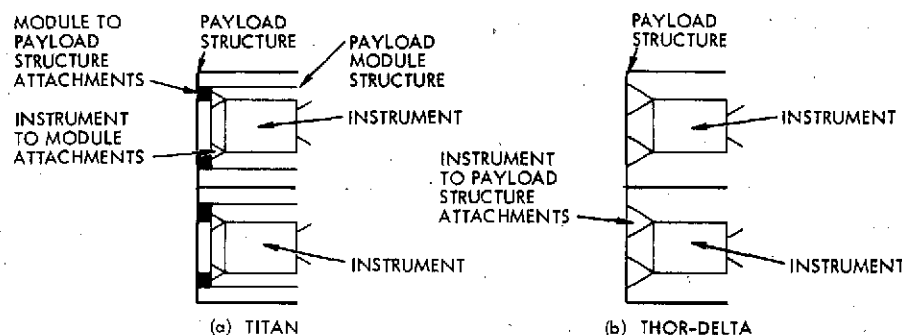 MODULE TO
PAYLOAD
STRUCTURE
ATTACHMENTS
PAYLOAD
STRUCTURE
PAYLOAD
MODULE
STRUCTURE
INSTRUMENT
TO MODULE
ATTACHMENTS
INSTRUMENT
INSTRUMENT
(a) TITAN
PAYLOAD
STRUCTURE
INSTRUMENT
INSTRUMENT
TO PAYLOAD
STRUCTURE
ATTACHMENTS
INSTRUMENT
(b) THOR-DELTA